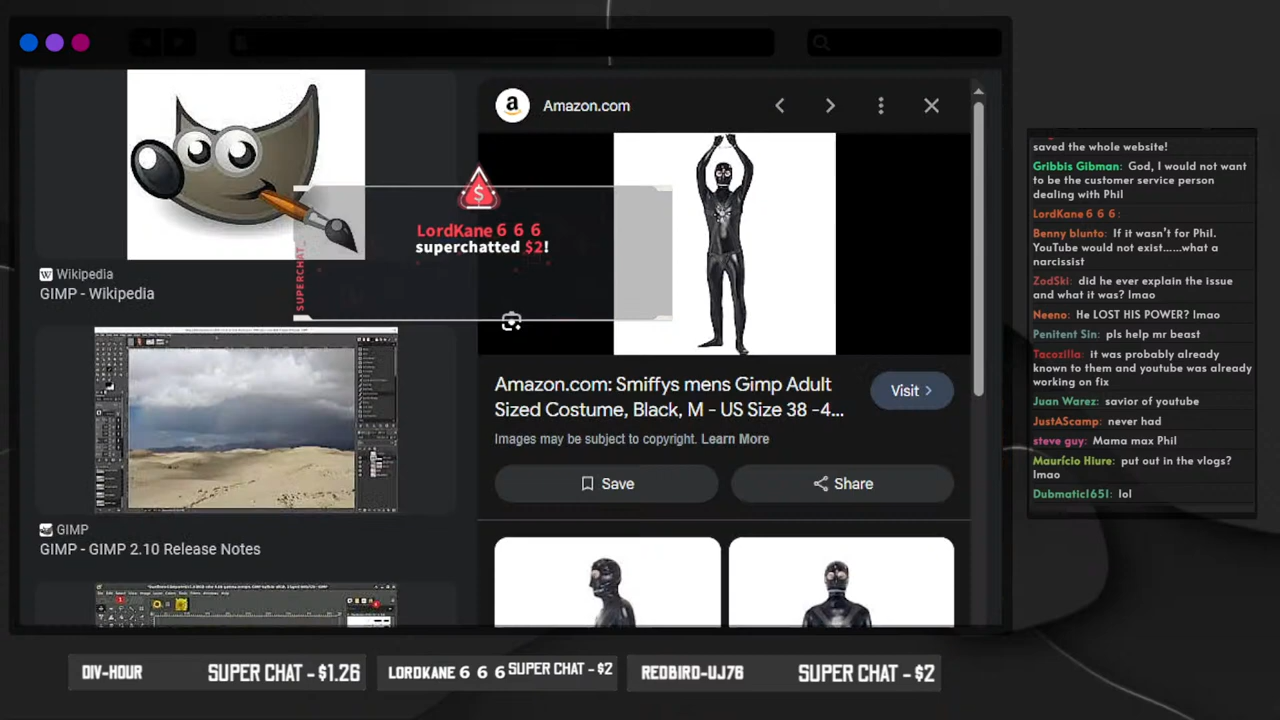 Amazon.com
LordKane 6 6 6
superchatted $2!
SUPERCHAT_
Wikipedia
GIMP - Wikipedia
GIMP
GIMP - GIMP 2.10 Release Notes
Amazon.com: Smiffys mens Gimp Adult
Sized Costume, Black, M - US Size 38 -4...
Visit
Images may be subject to copyright. Learn More
Save
Share
saved the whole website!
Gribbis Gibman: God, I would not want
to be the customer service person
dealing with Phil
LordKane 6 6 6:
Benny blunto: If it wasn't for Phil.
YouTube would not exist......what a
narcissist
ZodSki: did he ever explain the issue
and what it was? lmao
Neeno: He LOST HIS POWER? lmao
Penitent Sin: pls help mr beast
Tacozilla: it was probably already
known to them and youtube was already
working on fix
Juan Warez: savior of youtube
JustAScamp: never had
steve guy: Mama max Phil
Maurício Hiure: put out in the vlogs?
lmao
Dubmatic1651: lol
DIV-HOUR SUPER CHAT - $1.26
LORDKANE 6 6 6 SUPER CHAT - $2
REDBIRD-UJ76 SUPER CHAT - $2